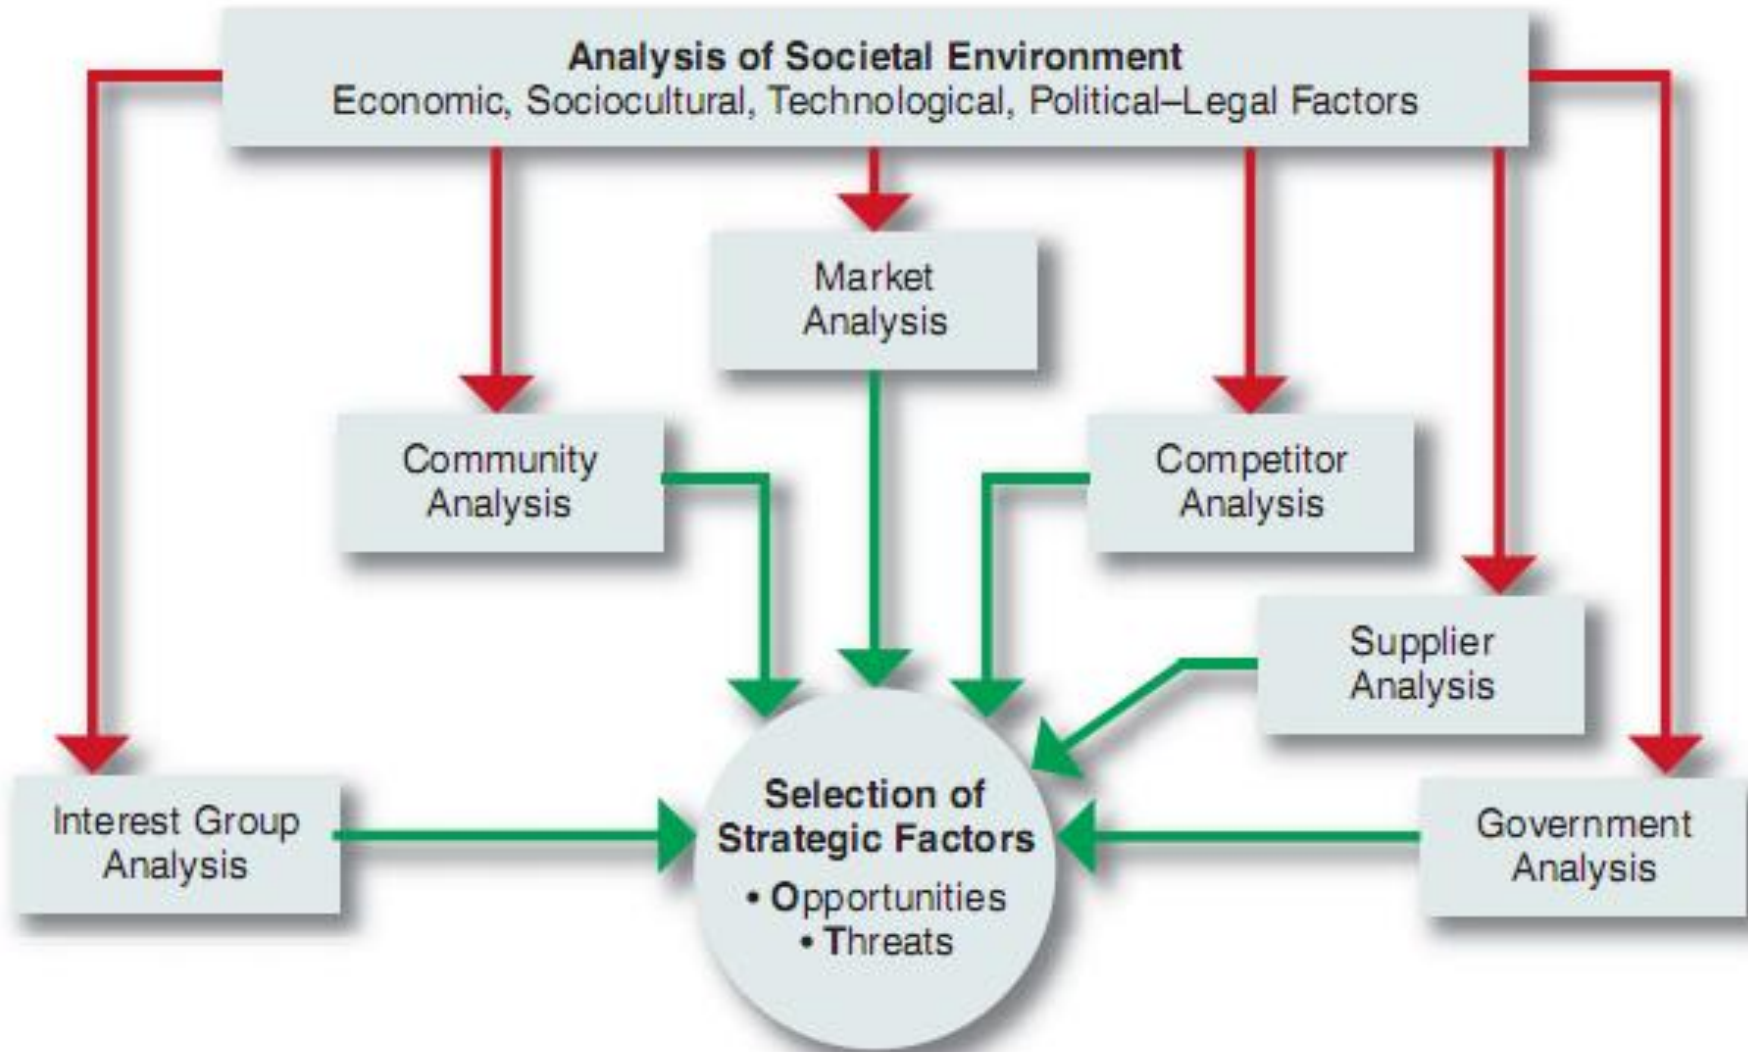 Analysis of Societal Environment
Economic, Sociocultural, Technological, Political–Legal Factors
Market
Analysis
Community
Analysis
Competitor
Analysis
Supplier
Analysis
Interest Group
Analysis
Selection of
Strategic Factors
• Opportunities
• Threats
Government
Analysis